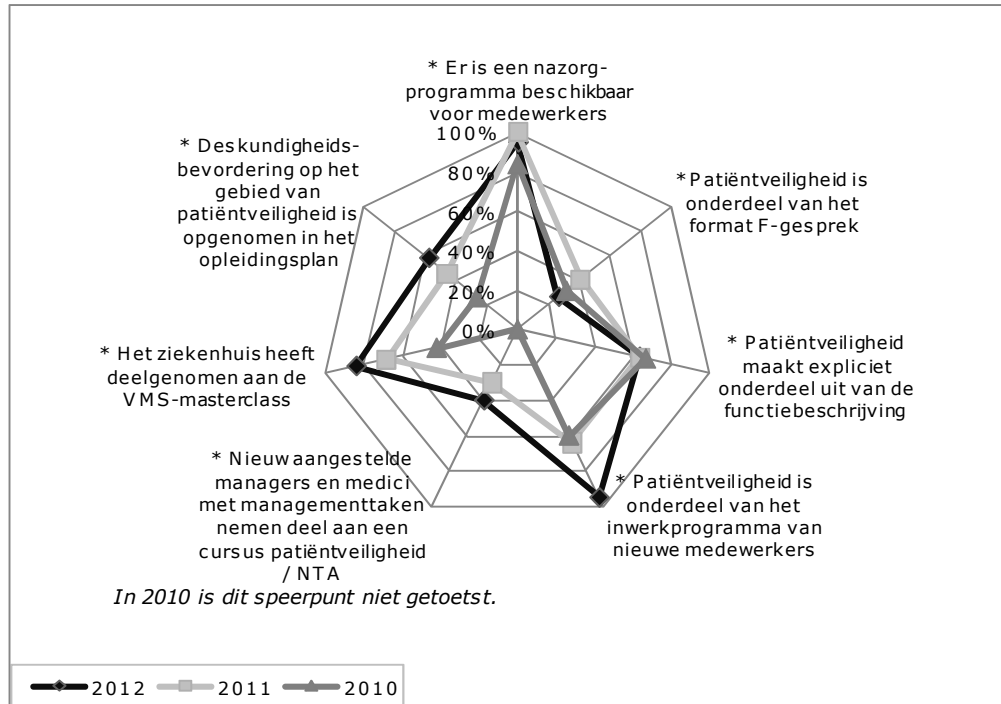 * Er is een nazorg-
programma beschikbaar
voor medewerkers
100%
80%
60%
40%
20%
0%
* Patiëntveiligheid is
onderdeel van het
format F-gesprek
* Patiëntveiligheid
maakt expliciet
onderdeel uit van de
functiebeschrijving
* Patiëntveiligheid is
onderdeel van het
inwerkprogramma van
nieuwe medewerkers
* Nieuw aangestelde
managers en medici
met managementtaken
nemen deel aan een
cursus patiëntveiligheid
/ NTA
In 2010 is dit speerpunt niet getoetst.
* Het ziekenhuis heeft
deelgenomen aan de
VMS-masterclass
* Deskundigheids-
bevordering op het
gebied van
patiëntveiligheid is
opgenomen in het
opleidingsplan
2012 2011 2010